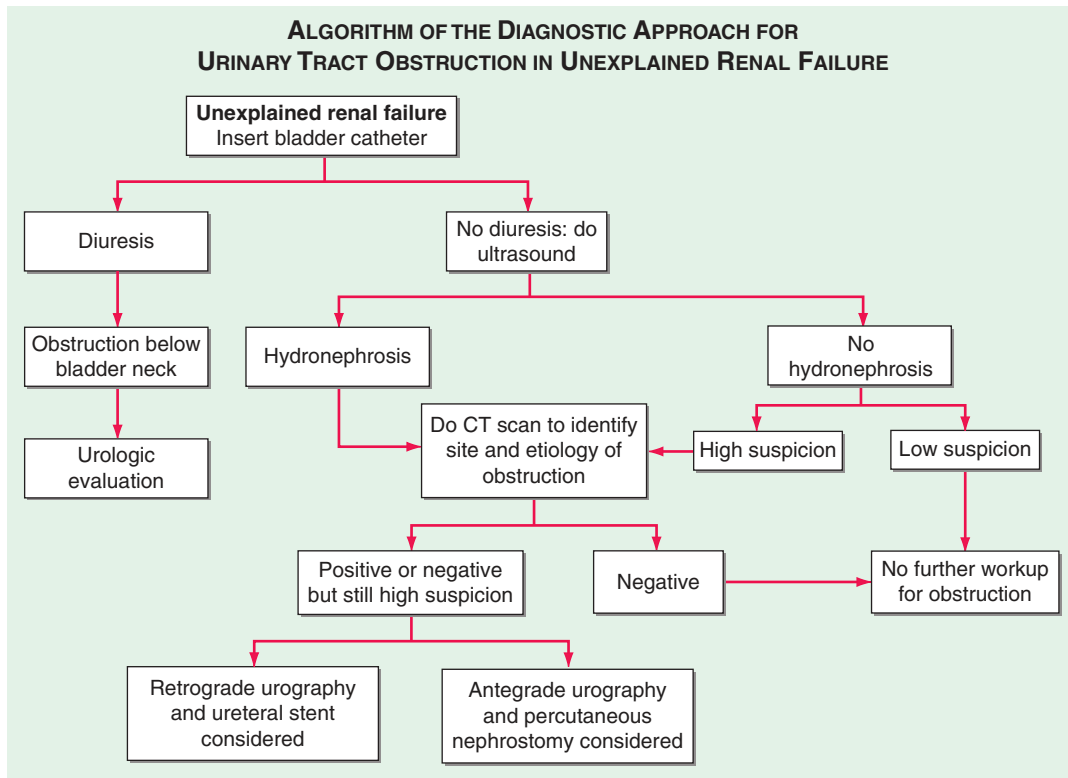 ALGORITHM OF THE DIAGNOSTIC APPROACH FOR
URINARY TRACT OBSTRUCTION IN UNEXPLAINED RENAL FAILURE
Unexplained renal failure
Insert bladder catheter
Diuresis
No diuresis: do
ultrasound
Obstruction below
bladder neck
Hydronephrosis
No
hydronephrosis
Urologic
evaluation
Do CT scan to identify
site and etiology of
obstruction
High suspicion
Low suspicion
Positive or negative
but still high suspicion
Negative
No further workup
for obstruction
Retrograde urography
and ureteral stent
considered
Antegrade urography
and percutaneous
nephrostomy considered